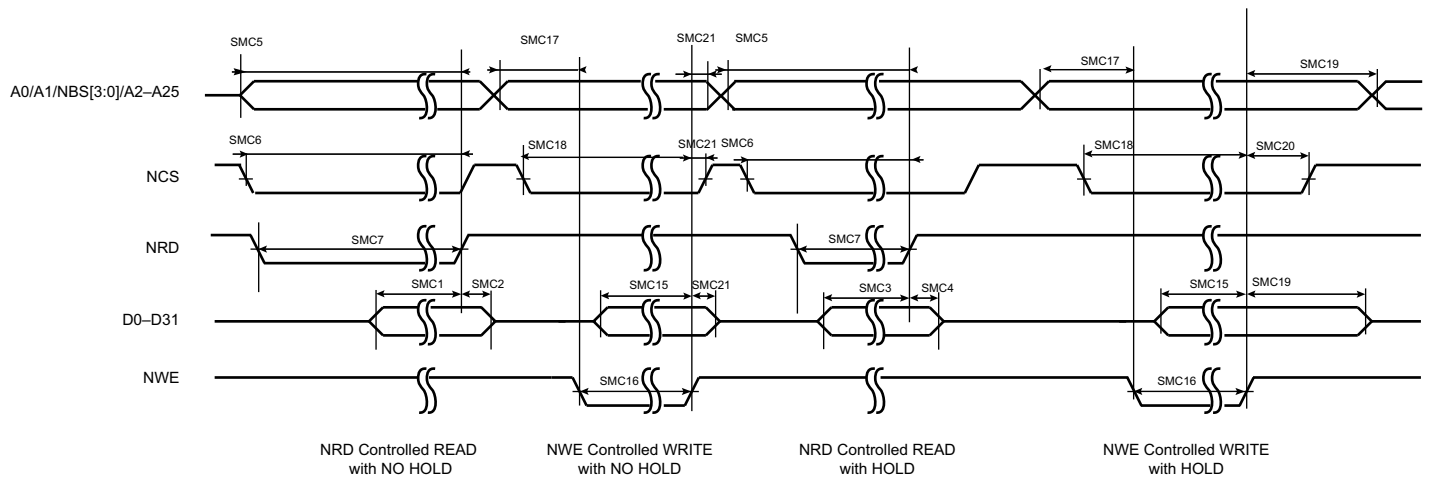 SMC5
SMC17
SMC21
SMC5
SMC17
SMC19
A0/A1/NBS[3:0]/A2–A25
SMC6
SMC18
SMC21
SMC6
SMC18
SMC20
NCS
SMC7
SMC7
NRD
SMC1
SMC2
SMC15
SMC21
SMC3
SMC4
SMC15
SMC19
D0–D31
NWE
SMC16
SMC16
NRD Controlled READ
with NO HOLD
NWE Controlled WRITE
with NO HOLD
NRD Controlled READ
with HOLD
NWE Controlled WRITE
with HOLD